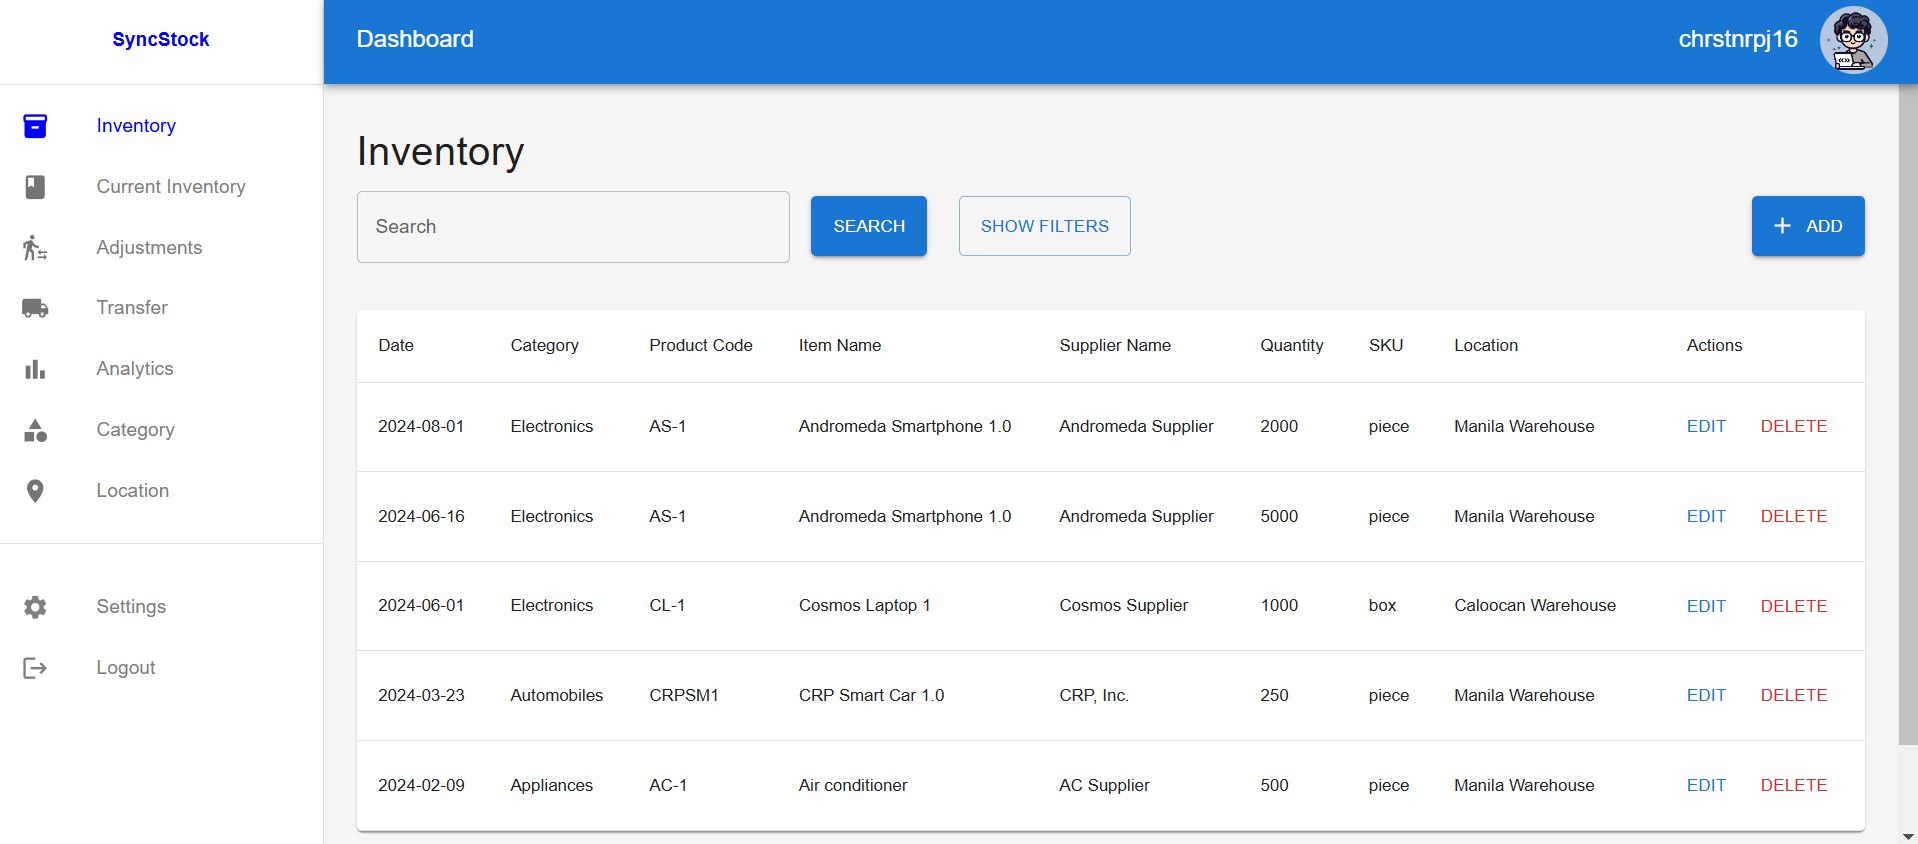 SyncStock
Dashboard
chrstnrpj16
Inventory
Current Inventory
Adjustments
Transfer
Analytics
Category
Location
Settings
Logout
Inventory
Search
SEARCH
SHOW FILTERS
+ ADD
Date Category Product Code Item Name Supplier Name Quantity SKU Location Actions
2024-08-01 Electronics AS-1 Andromeda Smartphone 1.0 Andromeda Supplier 2000 piece Manila Warehouse EDIT DELETE
2024-06-16 Electronics AS-1 Andromeda Smartphone 1.0 Andromeda Supplier 5000 piece Manila Warehouse EDIT DELETE
2024-06-01 Electronics CL-1 Cosmos Laptop 1 Cosmos Supplier 1000 box Caloocan Warehouse EDIT DELETE
2024-03-23 Automobiles CRPSM1 CRP Smart Car 1.0 CRP, Inc. 250 piece Manila Warehouse EDIT DELETE
2024-02-09 Appliances AC-1 Air conditioner AC Supplier 500 piece Manila Warehouse EDIT DELETE